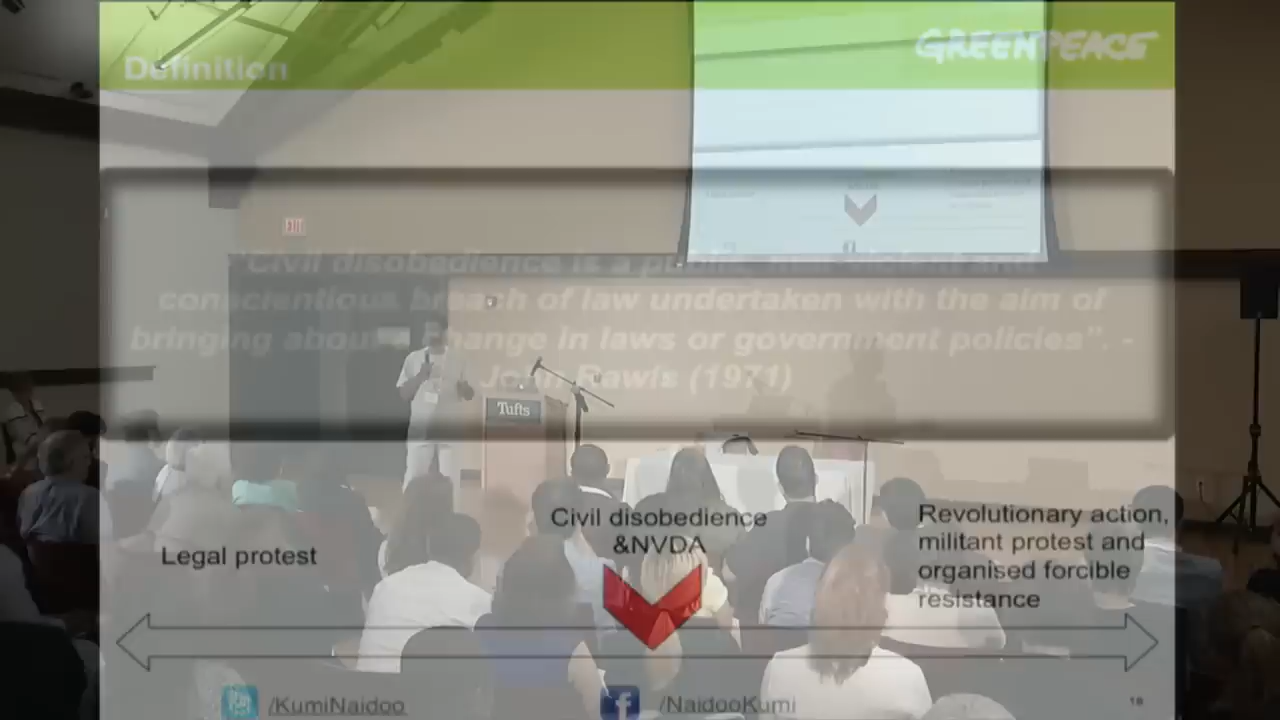 Definition
GREENPEACE
EXIT
"Civil disobedience is a public, non-violent and
conscientious breach of law undertaken with the aim of
bringing about a change in laws or government policies". -
John Rawls (1971)
Tufts
Civil disobedience
&NVDA
Revolutionary action,
militant protest and
organised forcible
resistance
Legal protest
/KumiNaidoo
/NaidooKumi
18